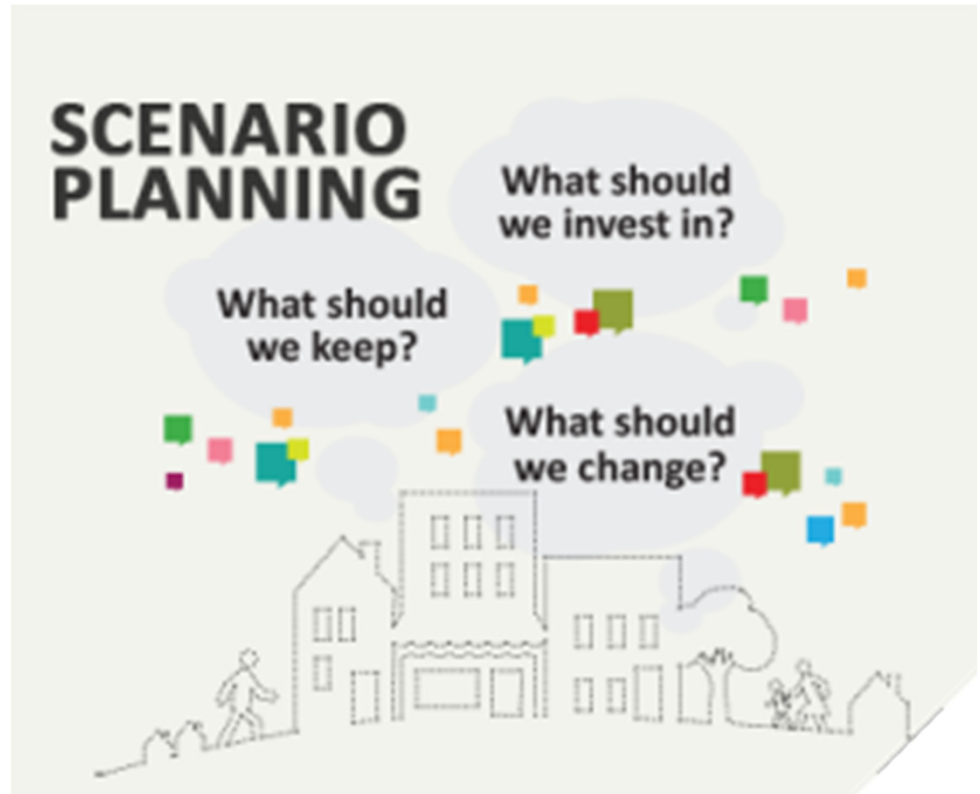 SCENARIO
PLANNING
What should
we invest in?
What should
we keep?
What should
we change?